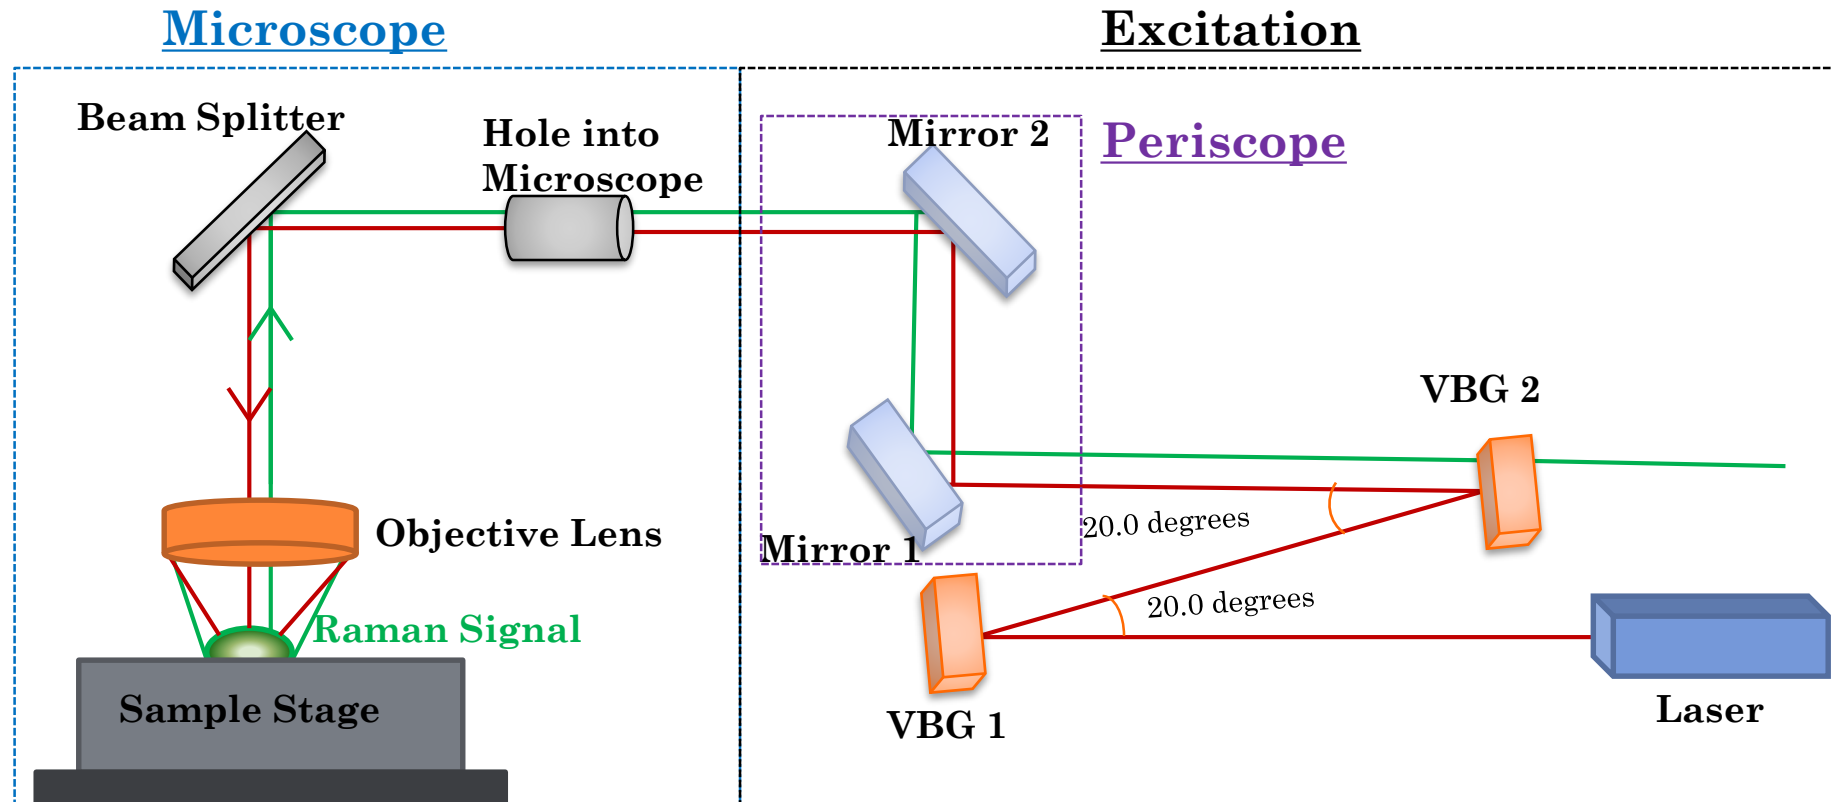 Microscope
Excitation
Beam Splitter
Hole into
Microscope
Mirror 2
Periscope
VBG 2
20.0 degrees
Objective Lens
Mirror 1
20.0 degrees
Raman Signal
Sample Stage
VBG 1
Laser